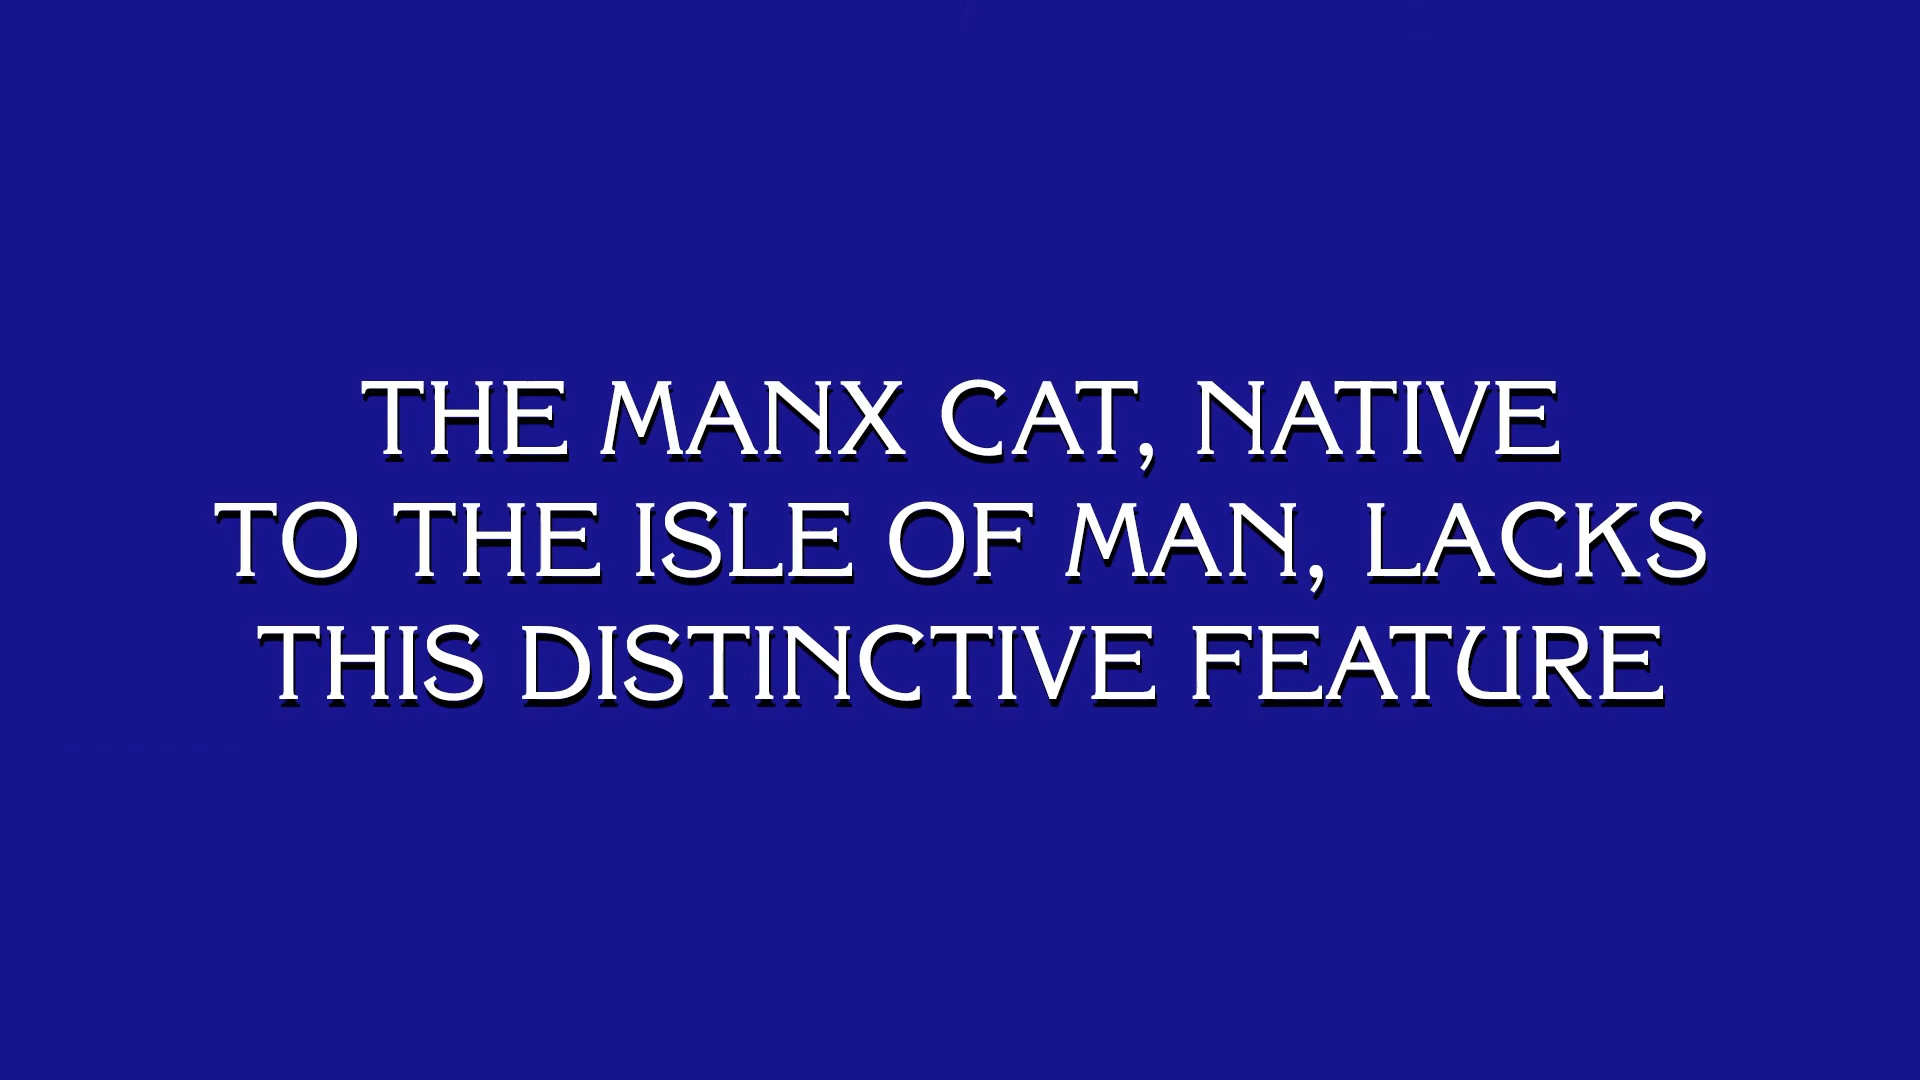 THE MANX CAT, NATIVE
TO THE ISLE OF MAN, LACKS
THIS DISTINCTIVE FEATURE